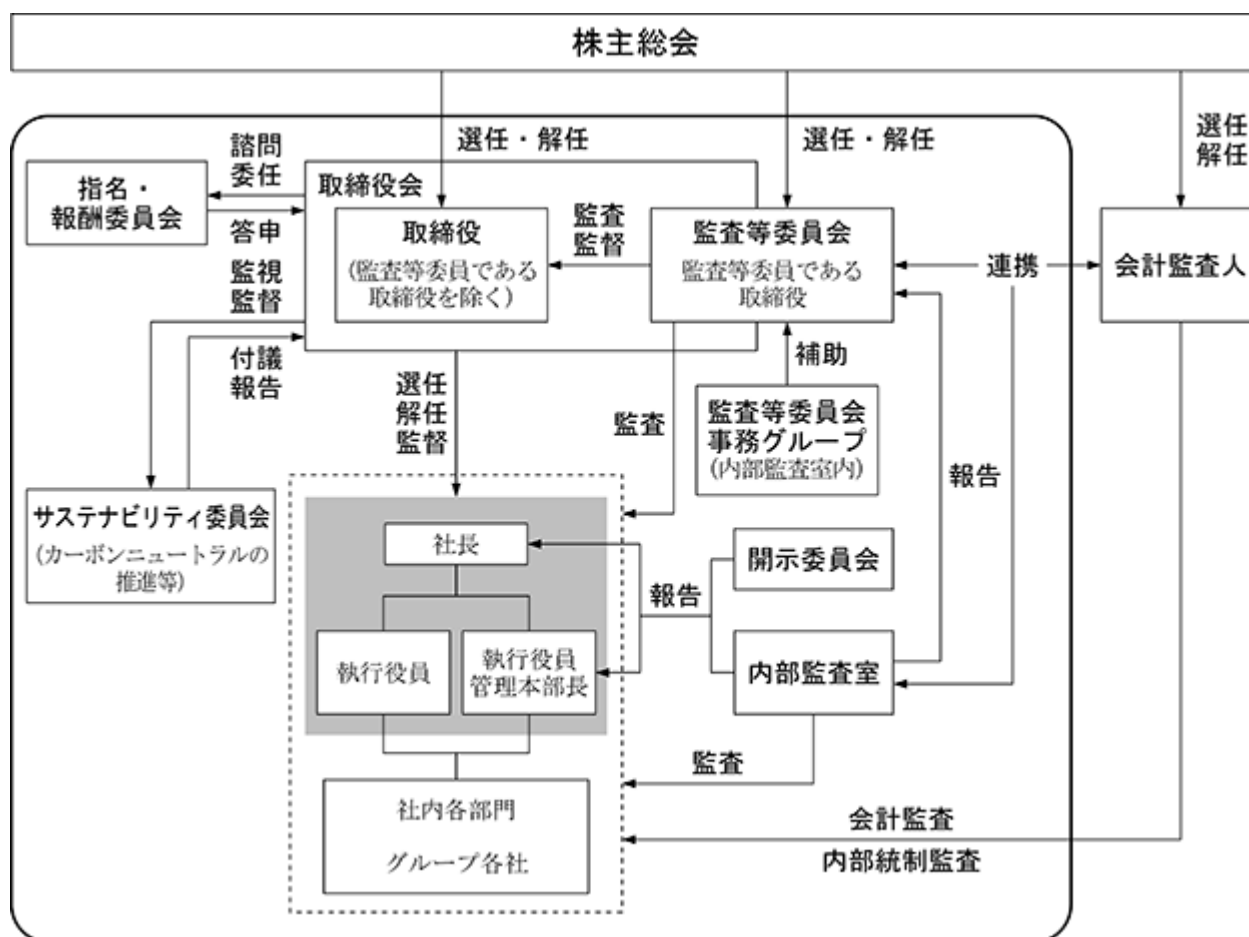 株主総会
選任・解任
選任・解任
選任
解任
諮問
委任
指名・
報酬委員会
答申
取締役会
取締役
(監査等委員である
取締役を除く)
監査
監督
監査等委員会
監査等委員である
取締役
連携
会計監査人
監視
監督
付議
報告
選任
解任
監督
監査
補助
監査等委員会
事務グループ
(内部監査室内)
報告
サステナビリティ委員会
(カーボンニュートラルの
推進等)
社長
執行役員
執行役員
管理本部長
報告
開示委員会
内部監査室
監査
社内各部門
グループ各社
会計監査
内部統制監査